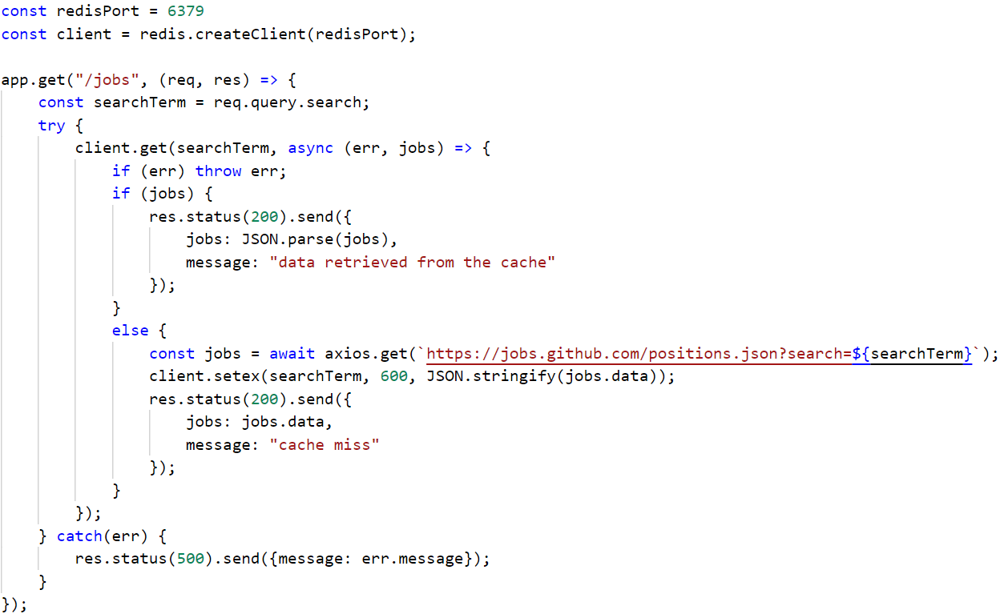 const redisPort = 6379
const client = redis.createClient(redisPort);

app.get("/jobs", (req, res) => {
    const searchTerm = req.query.search;
    try {
        client.get(searchTerm, async (err, jobs) => {
            if (err) throw err;
            if (jobs) {
                res.status(200).send({
                    jobs: JSON.parse(jobs),
                    message: "data retrieved from the cache"
                });
            }
            else {
                const jobs = await axios.get(`https://jobs.github.com/positions.json?search=${searchTerm}`);
                client.setex(searchTerm, 600, JSON.stringify(jobs.data));
                res.status(200).send({
                    jobs: jobs.data,
                    message: "cache miss"
                });
            }
        });
    } catch(err) {
        res.status(500).send({message: err.message});
    }
});